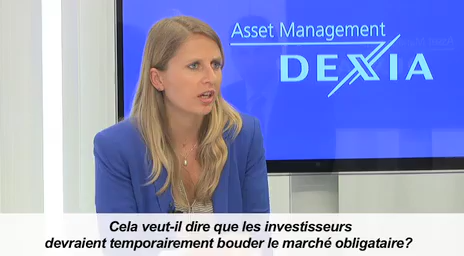 Asset Management
DEXIA
Cela veut-il dire que les investisseurs
devraient temporairement bouder le marché obligataire?